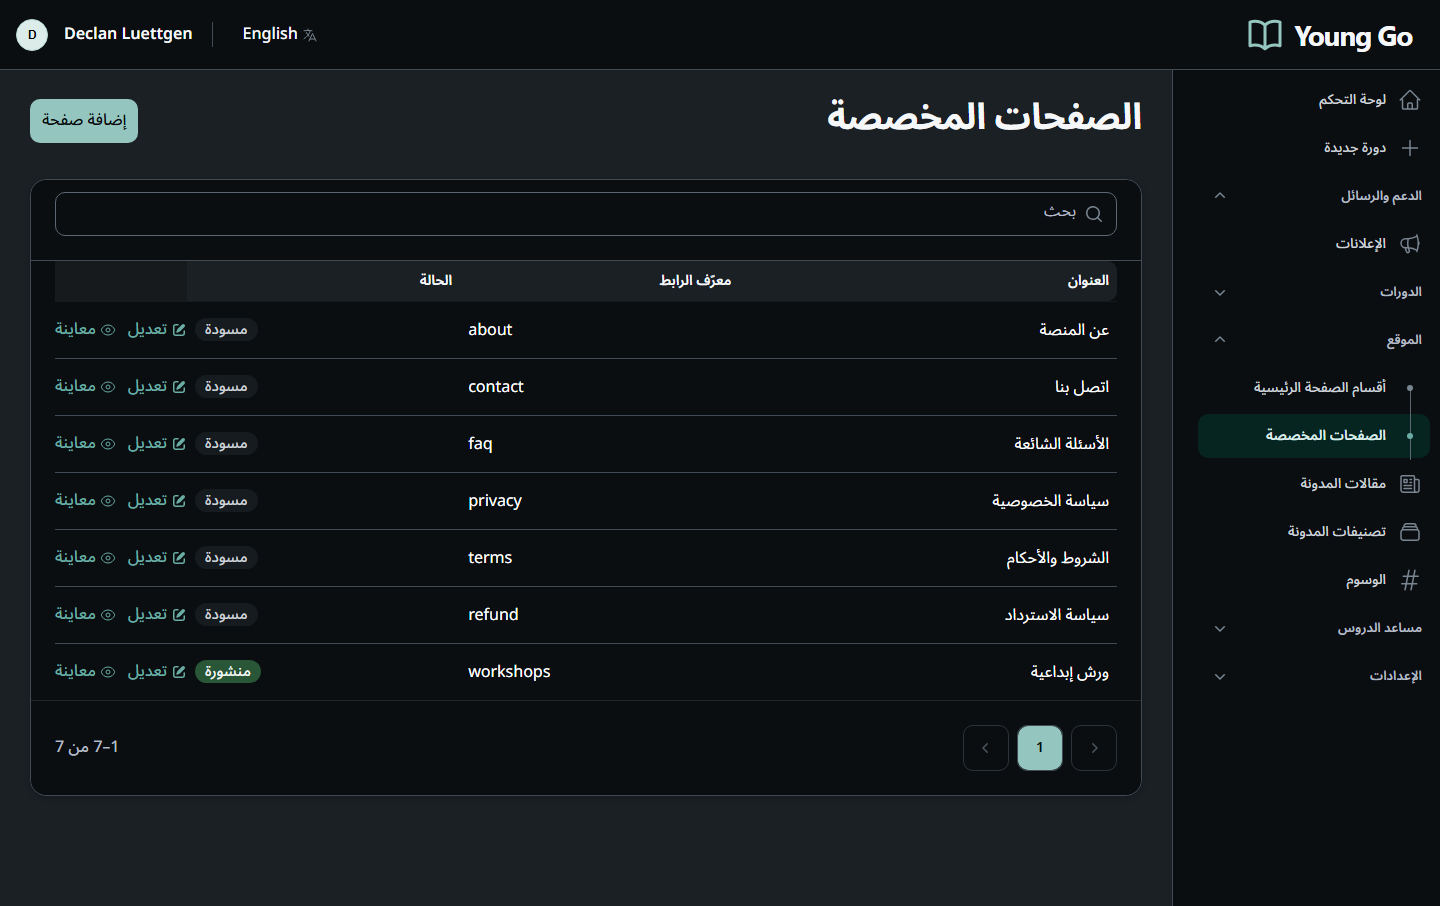 Young Go
English
Declan Luettgen
D
لوحة التحكم
دورة جديدة
الدعم والرسائل
الإعلانات
الدورات
الموقع
أقسام الصفحة الرئيسية
الصفحات المخصصة
مقالات المدونة
تصنيفات المدونة
الوسوم
مساعد الدروس
الإعدادات
الصفحات المخصصة
إضافة صفحة
بحث
العنوان معرّف الرابط الحالة
عن المنصة about مسودة تعديل معاينة
اتصل بنا contact مسودة تعديل معاينة
الأسئلة الشائعة faq مسودة تعديل معاينة
سياسة الخصوصية privacy مسودة تعديل معاينة
الشروط والأحكام terms مسودة تعديل معاينة
سياسة الاسترداد refund مسودة تعديل معاينة
ورش إبداعية workshops منشورة تعديل معاينة
1
1–7 من 7